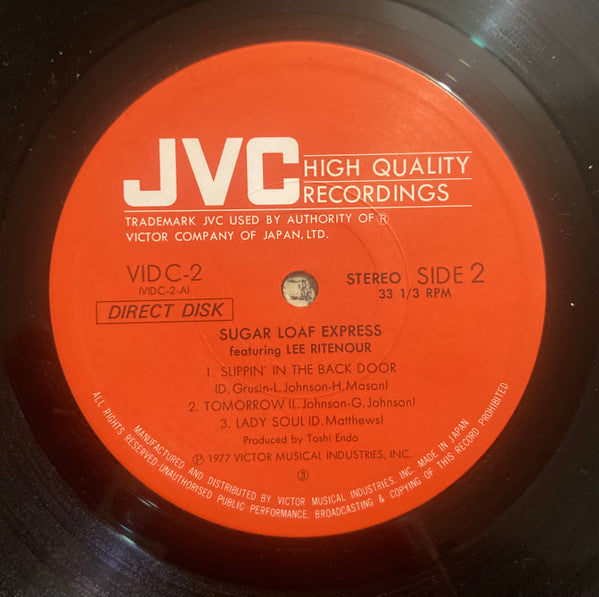 JVC HIGH QUALITY
RECORDINGS
TRADEMARK JVC USED BY AUTHORITY OF ®
VICTOR COMPANY OF JAPAN, LTD.
VIDC-2
(VIDC-2-A)
DIRECT DISK
STEREO SIDE 2
33 1/3 RPM
SUGAR LOAF EXPRESS
featuring LEE RITENOUR
1. SLIPPIN' IN THE BACK DOOR
(D. Grusin-L. Johnson-H. Mason)
2. TOMORROW (L. Johnson-G. Johnson)
3. LADY SOUL (D. Matthews)
Produced by Toshi Endo
℗ 1977 VICTOR MUSICAL INDUSTRIES, INC.
③
MANUFACTURED AND DISTRIBUTED BY VICTOR MUSICAL INDUSTRIES, INC. MADE IN JAPAN
ALL RIGHTS RESERVED. UNAUTHORISED PUBLIC PERFORMANCE, BROADCASTING & COPYING OF THIS RECORD PROHIBITED